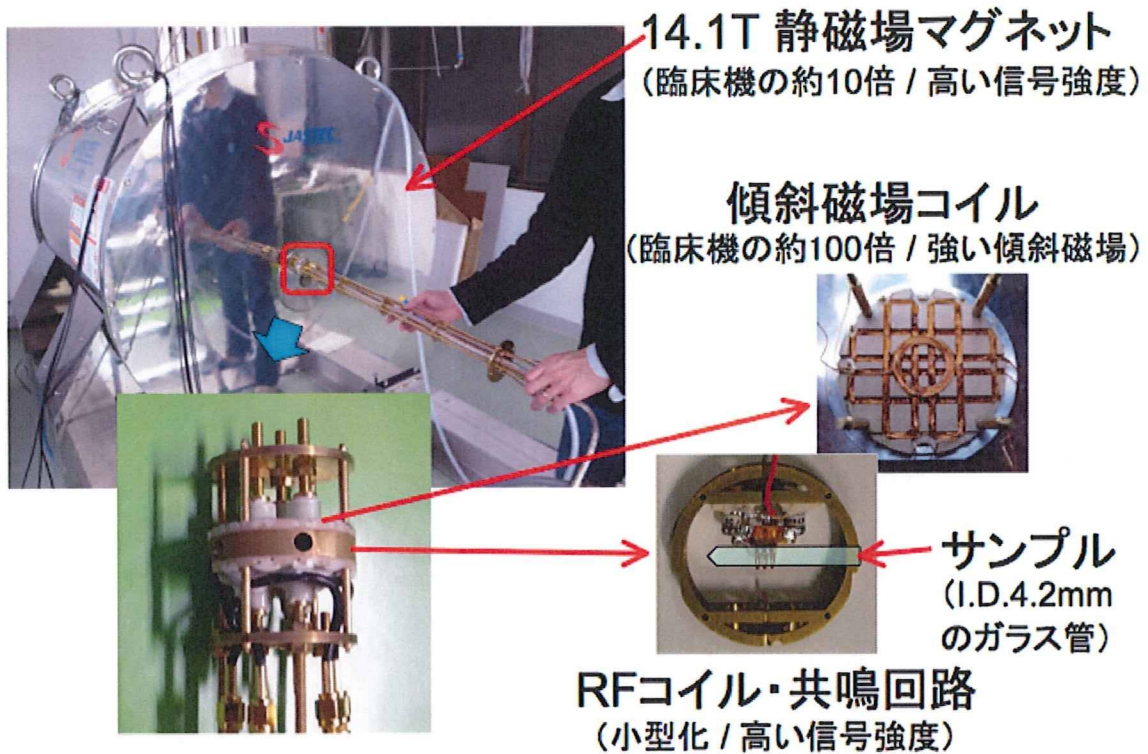 14.1T 静磁場マグネット
(臨床機の約10倍 / 高い信号強度)
JASTEC
傾斜磁場コイル
(臨床機の約100倍 / 強い傾斜磁場)
サンプル
(I.D.4.2mm
のガラス管)
RFコイル・共鳴回路
(小型化 / 高い信号強度)